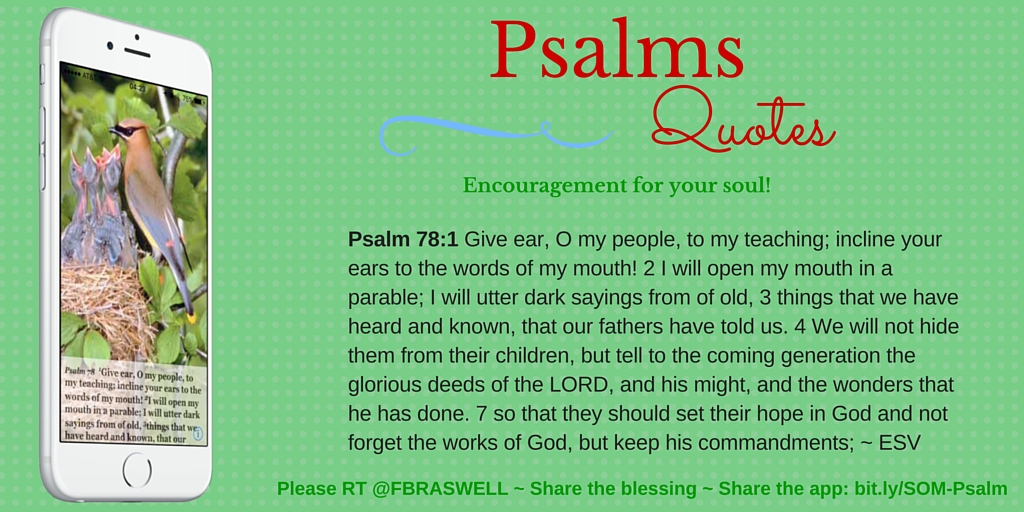 AT&T
04:23
Psalms
Quotes
Encouragement for your soul!
Psalm 78:1 Give ear, O my people, to my teaching; incline your
ears to the words of my mouth! 2 I will open my mouth in a
parable; I will utter dark sayings from of old, 3 things that we have
heard and known, that our fathers have told us. 4 We will not hide
them from their children, but tell to the coming generation the
glorious deeds of the LORD, and his might, and the wonders that
he has done. 7 so that they should set their hope in God and not
forget the works of God, but keep his commandments; ~ ESV
Psalm 78 ¹Give ear, O my people, to
my teaching; incline your ears to the
words of my mouth! ²I will open my
mouth in a parable; I will utter dark
sayings from of old, ³things that we
have heard and known, that our
Please RT @FBRASWELL ~ Share the blessing ~ Share the app: bit.ly/SOM-Psalm